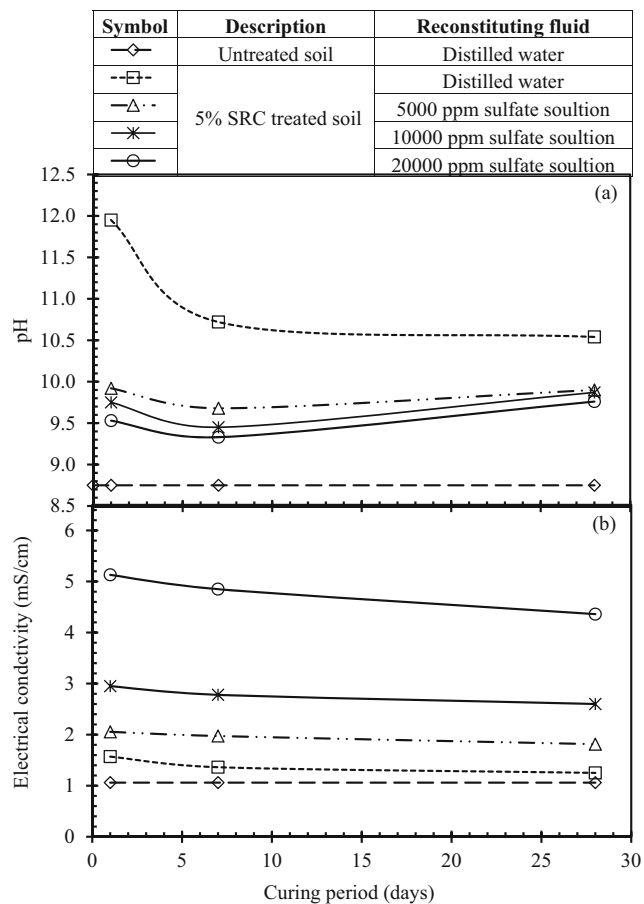 Symbol Description Reconstituting fluid
Untreated soil Distilled water
Distilled water
5% SRC treated soil
5000 ppm sulfate soultion
10000 ppm sulfate soultion
20000 ppm sulfate soultion
12.5
(a)
12.0
11.5
11.0
10.5
10.0
9.5
9.0
8.5
pH
(b)
6
5
4
3
2
1
0
Electrical condctivity (mS/cm)
0 5 10 15 20 25 30
Curing period (days)